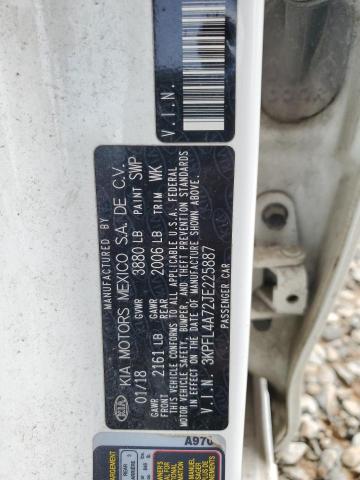 V.I.N.
MANUFACTURED BY
KIA KIA MOTORS MEXICO S.A. DE C.V.
01/18 GVWR 3880 LB PAINT SWP
GAWR FRONT 2161 LB GAWR REAR 2006 LB TRIM WK
THIS VEHICLE CONFORMS TO ALL APPLICABLE U.S.A. FEDERAL
MOTOR VEHICLE SAFETY, BUMPER, AND THEFT PREVENTION STANDARDS
IN EFFECT ON THE DATE OF MANUFACTURE SHOWN ABOVE.
V.I.N. 3KPFL4A72JE225887
PASSENGER CAR
A970